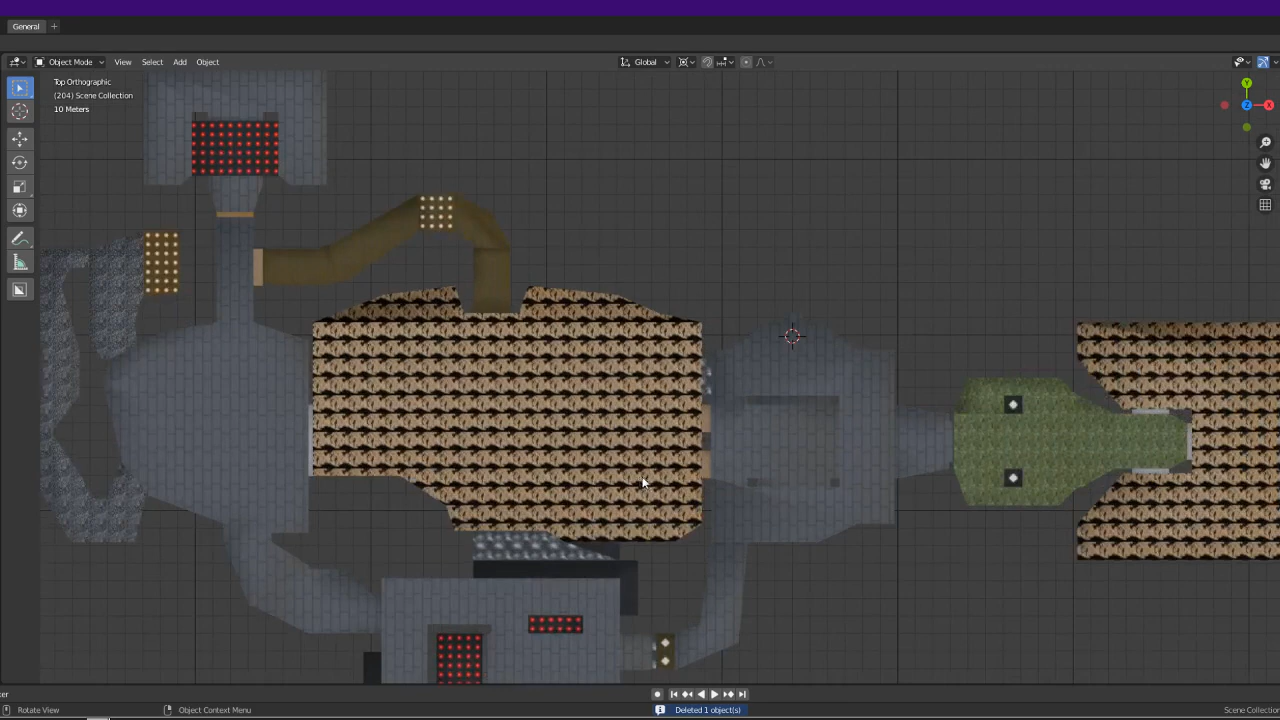 General +
Object Mode View Select Add Object Global
Top Orthographic
(204) Scene Collection
10 Meters
Y
Z X
ter
Rotate View Object Context Menu Deleted 1 object(s) Scene Collection